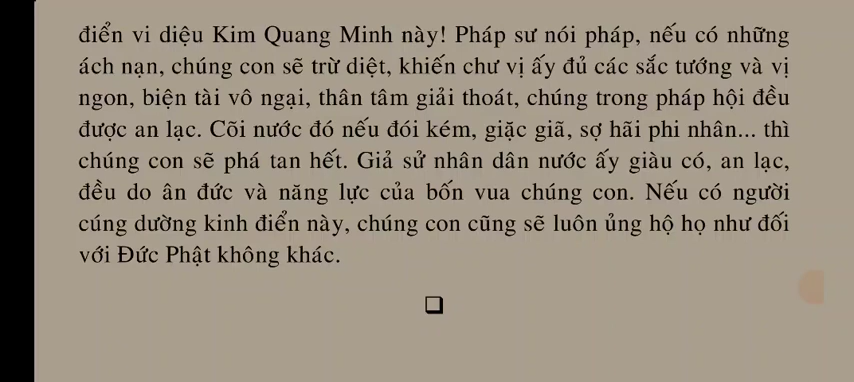 điển vi diệu Kim Quang Minh này! Pháp sư nói pháp, nếu có những
ách nạn, chúng con sẽ trừ diệt, khiến chư vị ấy đủ các sắc tướng và vị
ngon, biện tài vô ngại, thân tâm giải thoát, chúng trong pháp hội đều
được an lạc. Cõi nước đó nếu đói kém, giặc giã, sợ hãi phi nhân... thì
chúng con sẽ phá tan hết. Giả sử nhân dân nước ấy giàu có, an lạc,
đều do ân đức và năng lực của bốn vua chúng con. Nếu có người
cúng dường kinh điển này, chúng con cũng sẽ luôn ủng hộ họ như đối
với Đức Phật không khác.